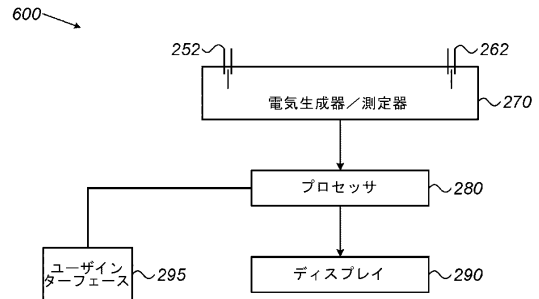 600
252
262
電気生成器／測定器
270
プロセッサ
280
ユーザイン
ターフェース
295
ディスプレイ
290